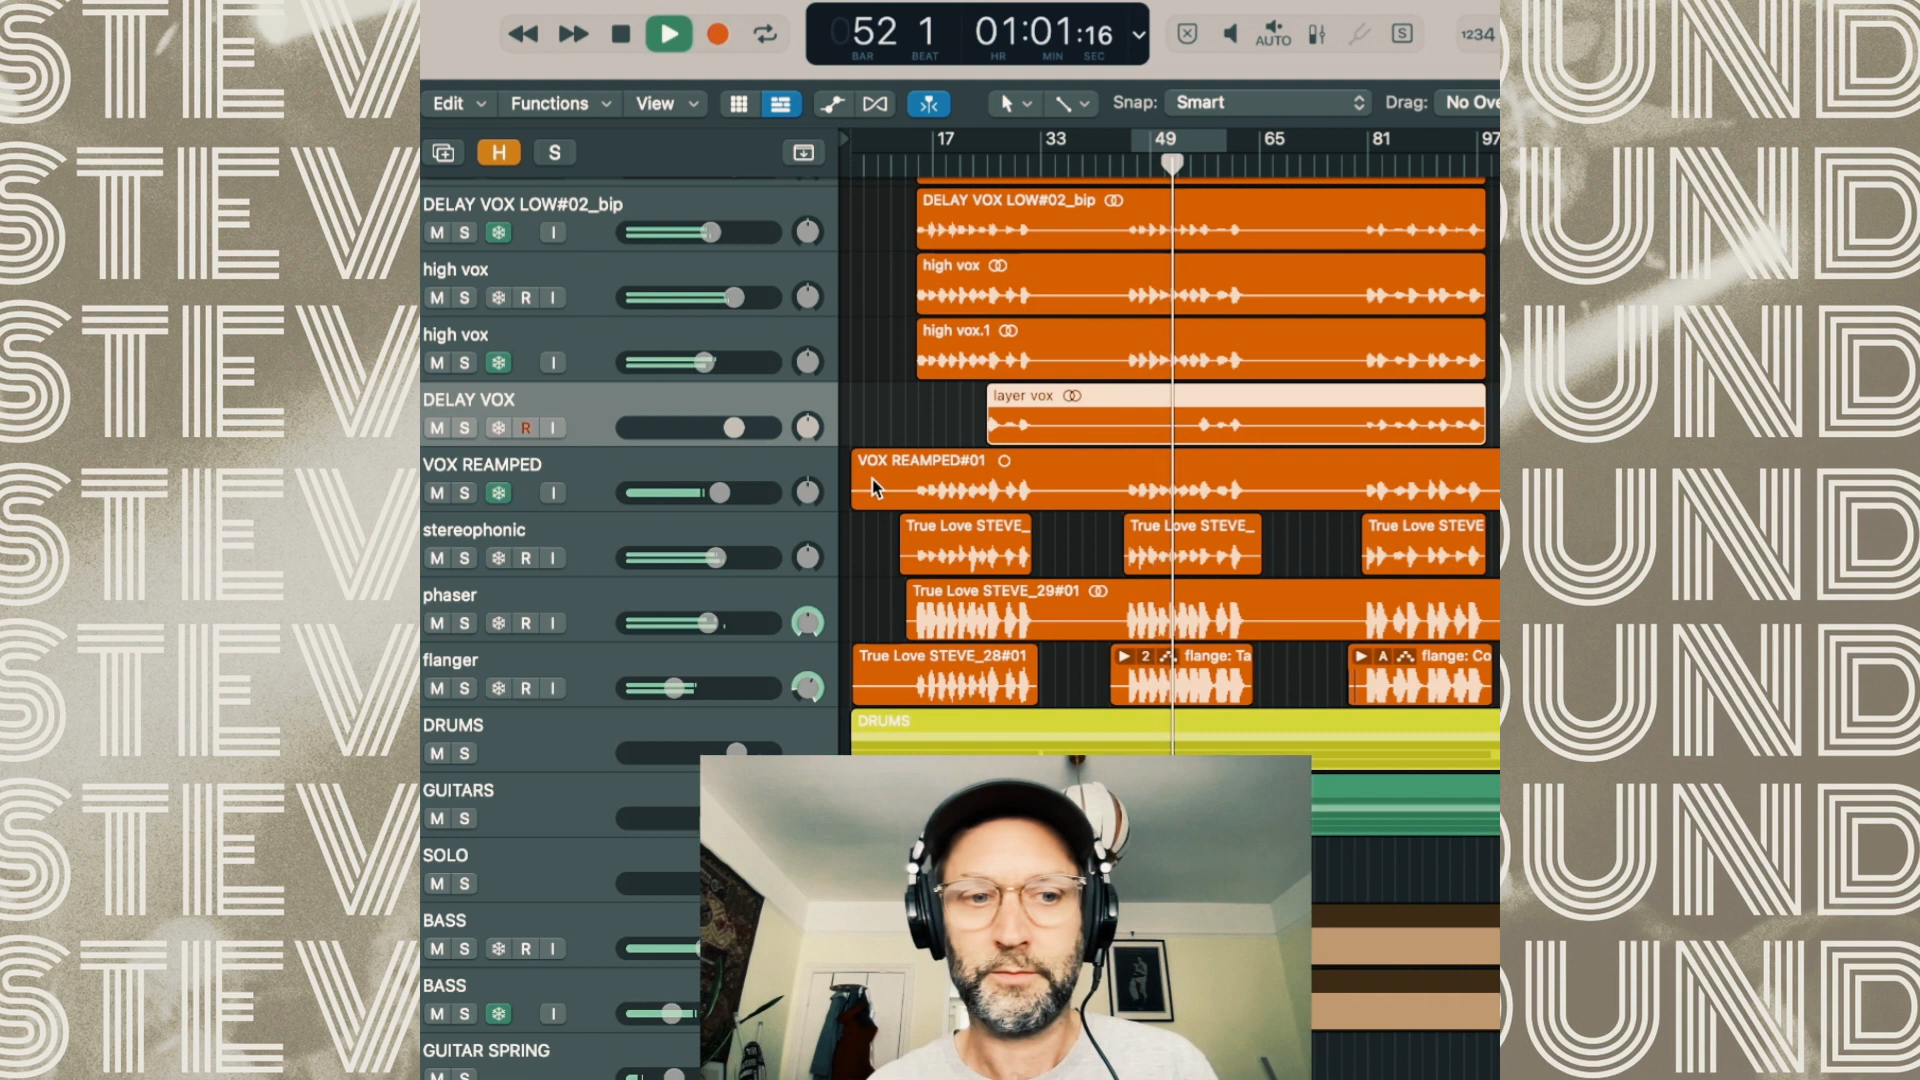 052 1 01:01:16
BAR BEAT HR MIN SEC
AUTO
S
1234
Edit Functions View Snap: Smart Drag: No Ove
H S
17 33 49 65 81 97
DELAY VOX LOW#02_bip
M S I
DELAY VOX LOW#02_bip
high vox
M S R I
high vox
high vox
M S I
high vox.1
DELAY VOX
M S R I
layer vox
VOX REAMPED
M S I
VOX REAMPED#01
stereophonic
M S R I
True Love STEVE_ True Love STEVE_ True Love STEVE
phaser
M S R I
True Love STEVE_29#01
flanger
M S R I
True Love STEVE_28#01 2 flange: Ta A flange: Co
DRUMS
M S
DRUMS
GUITARS
M S
SOLO
M S
BASS
M S R I
BASS
M S I
GUITAR SPRING
M S
STEV
STEV
STEV
STEV
STEV
STEV
STEV
UND
UND
UND
UND
UND
UND
UND